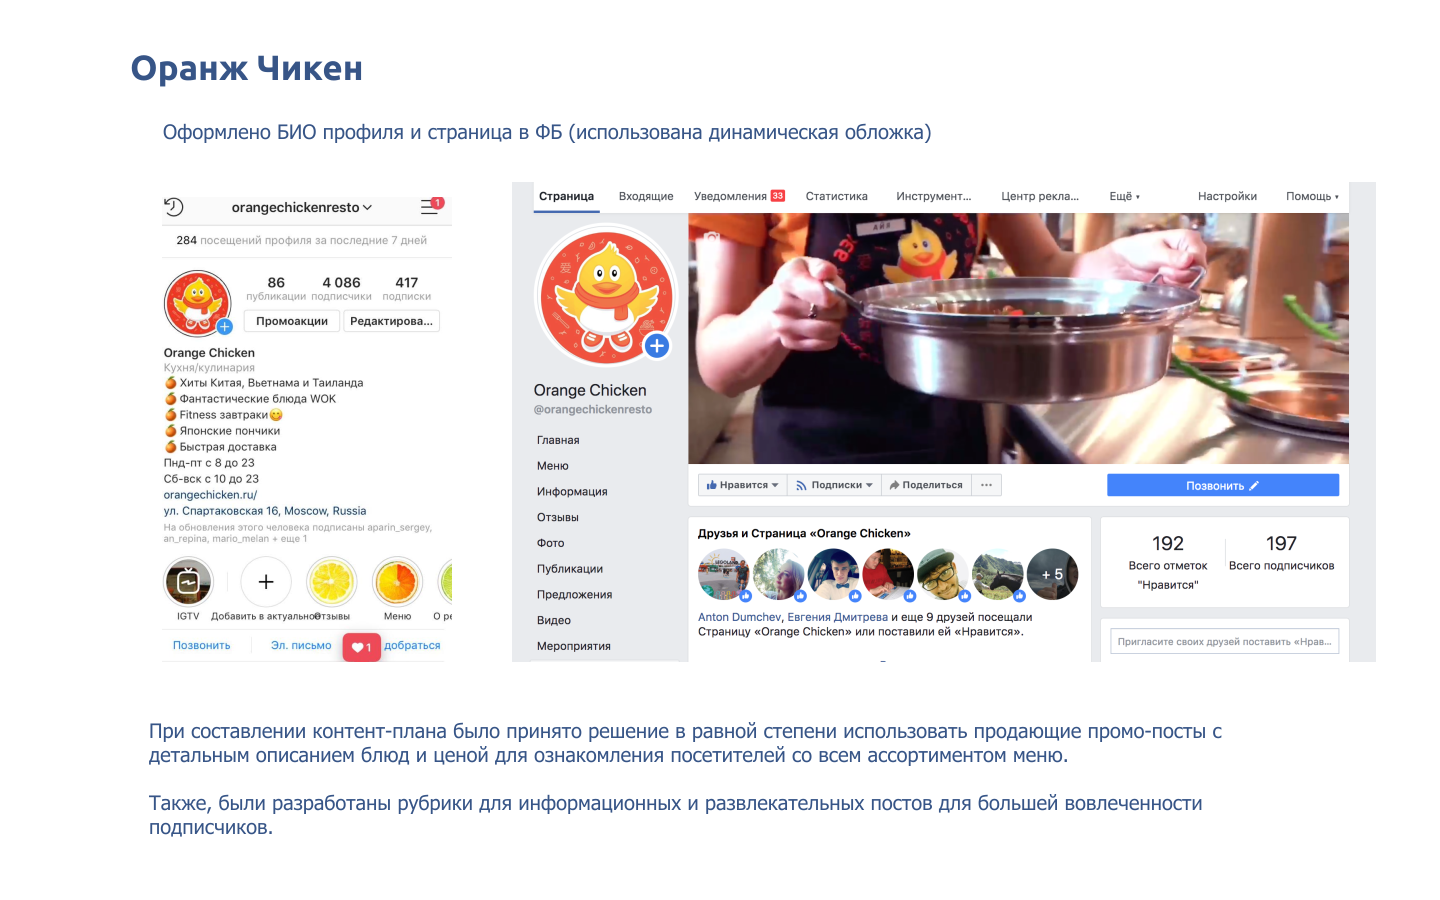 Оранж Чикен
Оформлено БИО профиля и страница в ФБ (использована динамическая обложка)
orangechickenresto
1
284 посещений профиля за последние 7 дней
86 4 086 417
публикации подписчики подписки
Промоакции Редактирова...
Orange Chicken
Кухня/кулинария
Хиты Китая, Вьетнама и Таиланда
Фантастические блюда WOK
Fitness завтраки
Японские пончики
Быстрая доставка
Пнд-пт с 8 до 23
Сб-вск с 10 до 23
orangechicken.ru/
ул. Спартаковская 16, Moscow, Russia
На обновления этого человека подписаны aparin_sergey,
an_repina, mario_melan + еще 1
IGTV Добавить в актуальное Отзывы Меню О ре
Позвонить Эл. письмо 1 добраться
Страница Входящие Уведомления 33 Статистика Инструмент... Центр рекла... Ещё Настройки Помощь
Orange Chicken
@orangechickenresto
Главная
Меню
Информация
Отзывы
Фото
Публикации
Предложения
Видео
Мероприятия
АЗ
Нравится Подписки Поделиться ... Позвонить
Друзья и Страница «Orange Chicken»
+ 5
Anton Dumchev, Евгения Дмитрева и еще 9 друзей посещали
Страницу «Orange Chicken» или поставили ей «Нравится».
192 197
Всего отметок Всего подписчиков
"Нравится"
Пригласите своих друзей поставить «Нрав...
При составлении контент-плана было принято решение в равной степени использовать продающие промо-посты с
детальным описанием блюд и ценой для ознакомления посетителей со всем ассортиментом меню.
Также, были разработаны рубрики для информационных и развлекательных постов для большей вовлеченности
подписчиков.